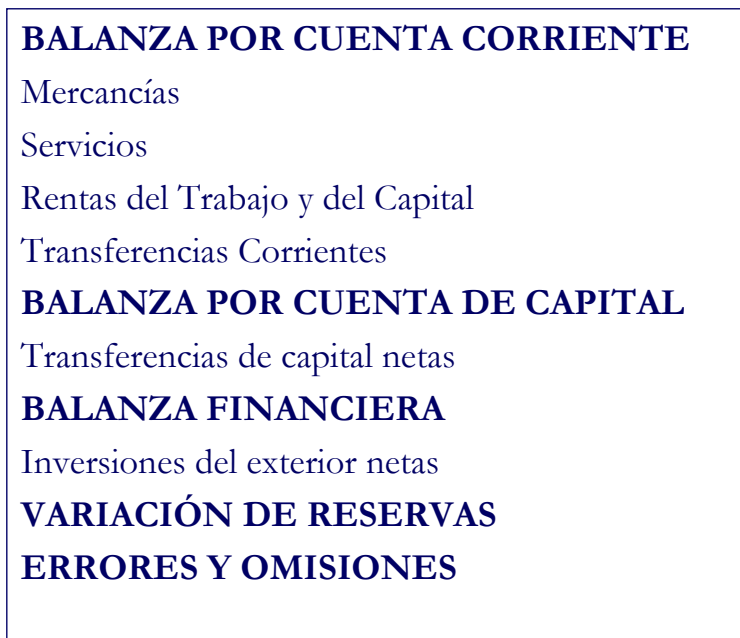 BALANZA POR CUENTA CORRIENTE
Mercancías
Servicios
Rentas del Trabajo y del Capital
Transferencias Corrientes
BALANZA POR CUENTA DE CAPITAL
Transferencias de capital netas
BALANZA FINANCIERA
Inversiones del exterior netas
VARIACIÓN DE RESERVAS
ERRORES Y OMISIONES